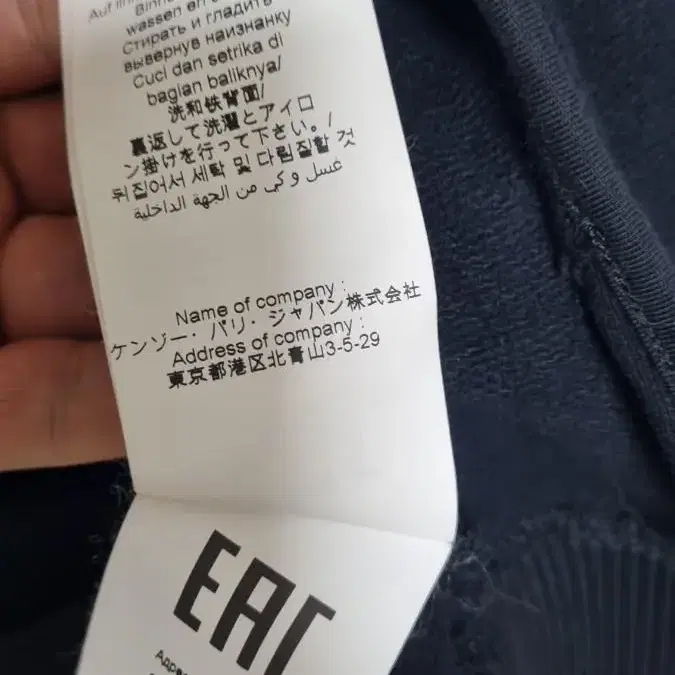 wassen en
Стирать и гладить
вывернув наизнанку
Cuci dan setrika di
bagian baliknya/
洗和铁背面/
裏返して洗濯とアイロ
ン掛けを行って下さい。/
뒤집어서 세탁 및 다림질할 것
غسل و كي من الجهة الداخلية
Name of company :
ケンゾー・パリ・ジャパン株式会社
Address of company :
東京都港区北青山3-5-29
EAC